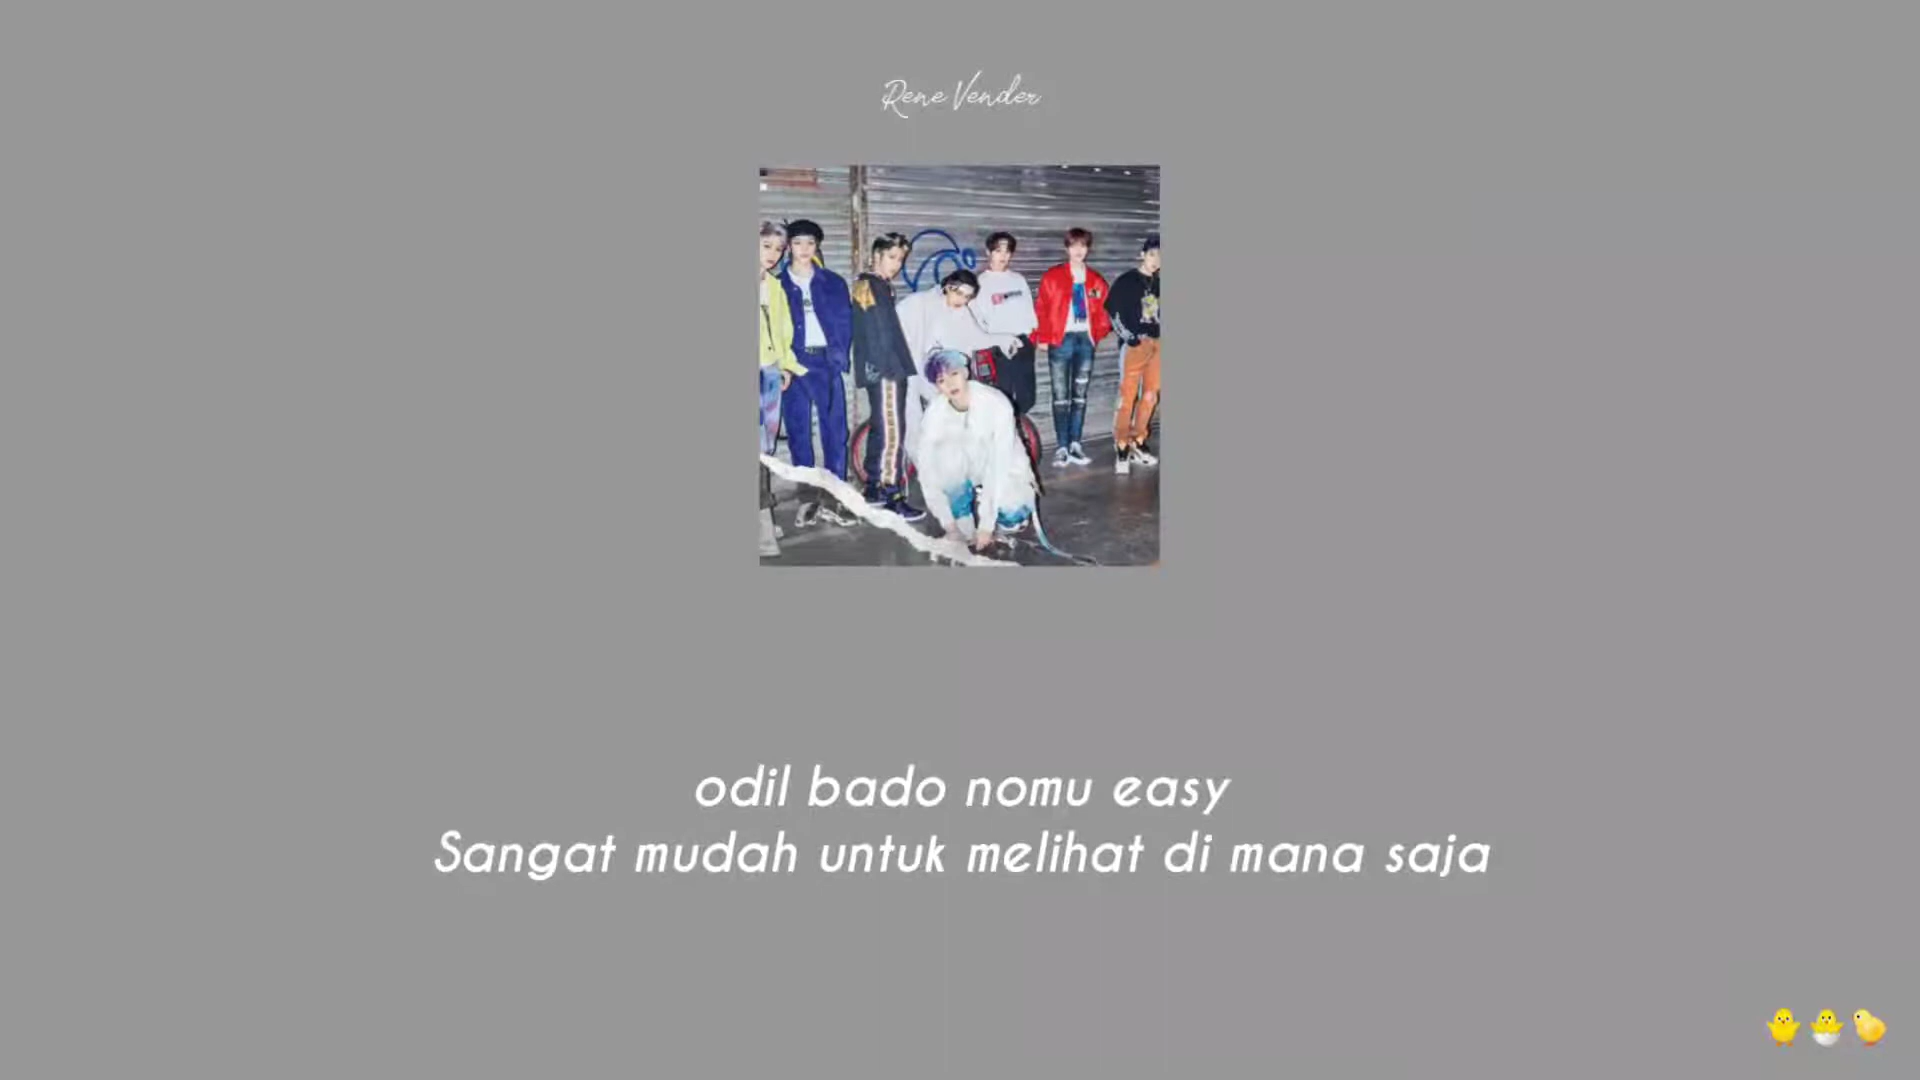 Rene Vender
odil bado nomu easy
Sangat mudah untuk melihat di mana saja